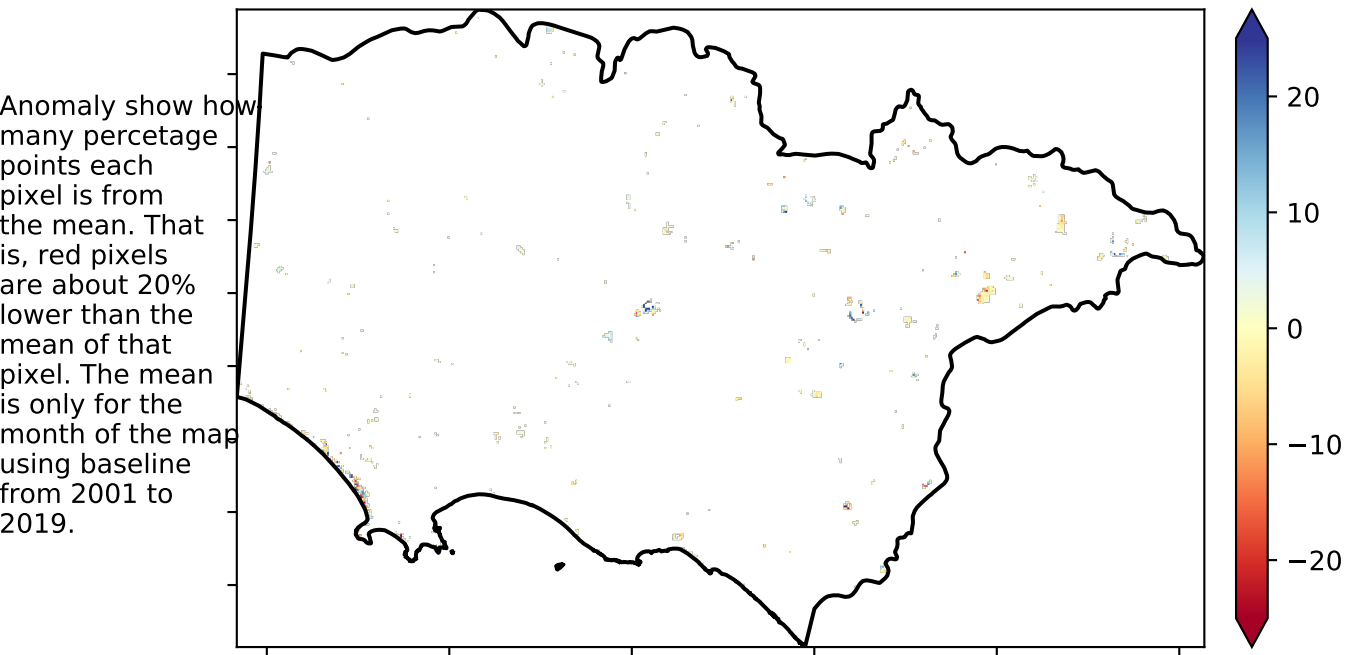 Anomaly show how
many percetage
points each
pixel is from
the mean. That
is, red pixels
are about 20%
lower than the
mean of that
pixel. The mean
is only for the
month of the map
using baseline
from 2001 to
2019.
20
10
0
−10
−20